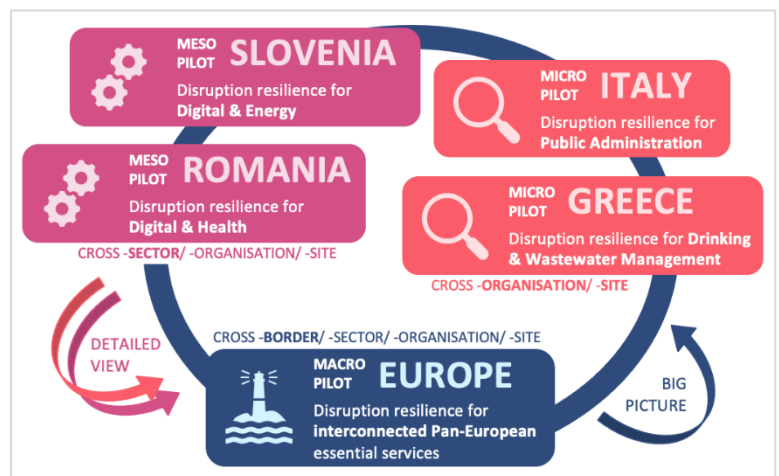 MESO
PILOT SLOVENIA
Disruption resilience for
Digital & Energy
MICRO
PILOT ITALY
Disruption resilience for
Public Administration
MESO
PILOT ROMANIA
Disruption resilience for
Digital & Health
CROSS -SECTOR/ -ORGANISATION/ -SITE
MICRO
PILOT GREECE
Disruption resilience for Drinking
& Wastewater Management
CROSS -ORGANISATION/ -SITE
DETAILED
VIEW
CROSS -BORDER/ -SECTOR/ -ORGANISATION/ -SITE
MACRO
PILOT EUROPE
Disruption resilience for
interconnected Pan-European
essential services
BIG
PICTURE